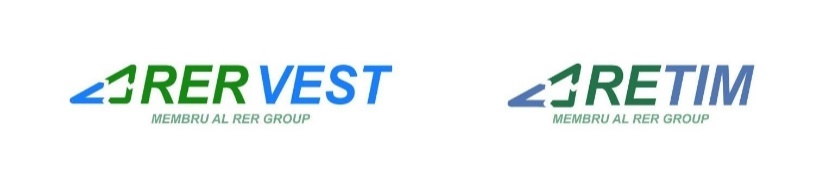 RER VEST
MEMBRU AL RER GROUP
RETIM
MEMBRU AL RER GROUP